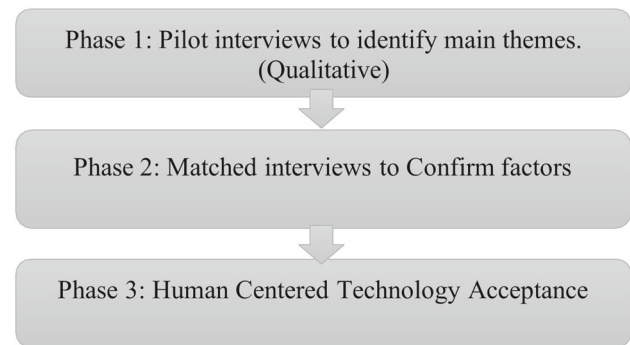 Phase 1: Pilot interviews to identify main themes.
(Qualitative)
Phase 2: Matched interviews to Confirm factors
Phase 3: Human Centered Technology Acceptance